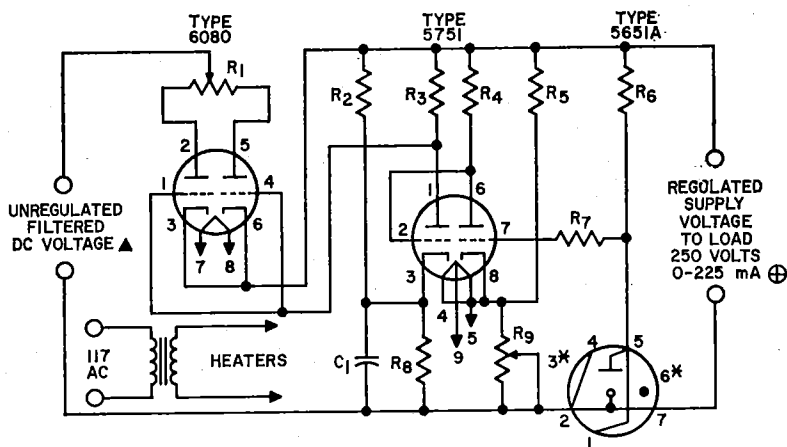 TYPE
6080
TYPE
5751
TYPE
5651A
R1
R2
R3
R4
R5
R6
2
5
1
4
3
6
7
8
1
6
2
7
3
8
4
5
9
R7
UNREGULATED
FILTERED
DC VOLTAGE ▲
REGULATED
SUPPLY
VOLTAGE
TO LOAD
250 VOLTS
0-225 mA ⊕
117
AC
HEATERS
C1
R8
R9
4
5
3*
6*
2
7
1